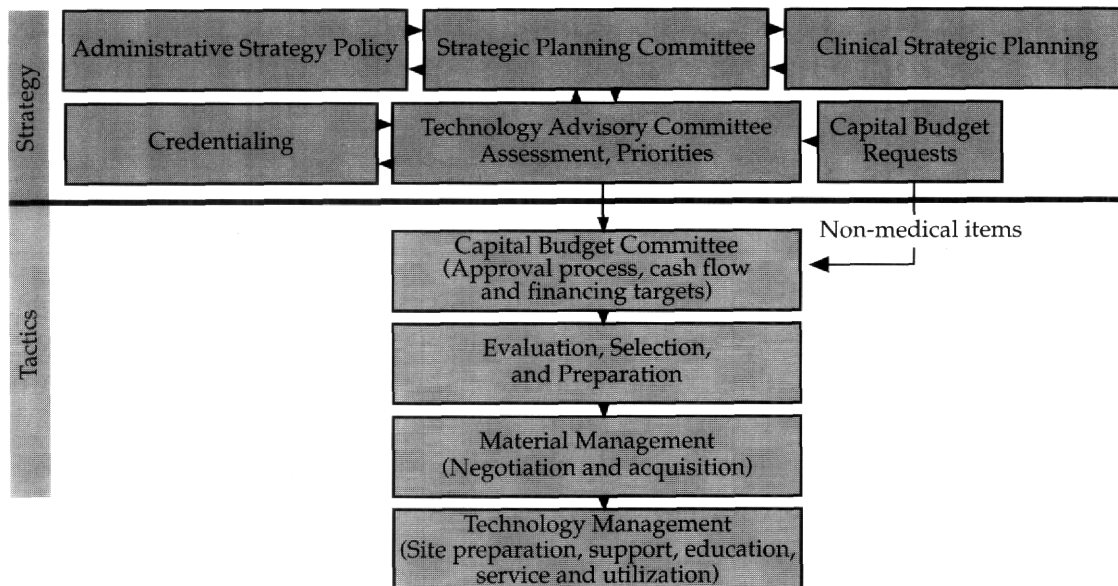 Strategy
Administrative Strategy Policy
Strategic Planning Committee
Clinical Strategic Planning
Credentialing
Technology Advisory Committee
Assessment, Priorities
Capital Budget
Requests
Tactics
Non-medical items
Capital Budget Committee
(Approval process, cash flow
and financing targets)
Evaluation, Selection,
and Preparation
Material Management
(Negotiation and acquisition)
Technology Management
(Site preparation, support, education,
service and utilization)